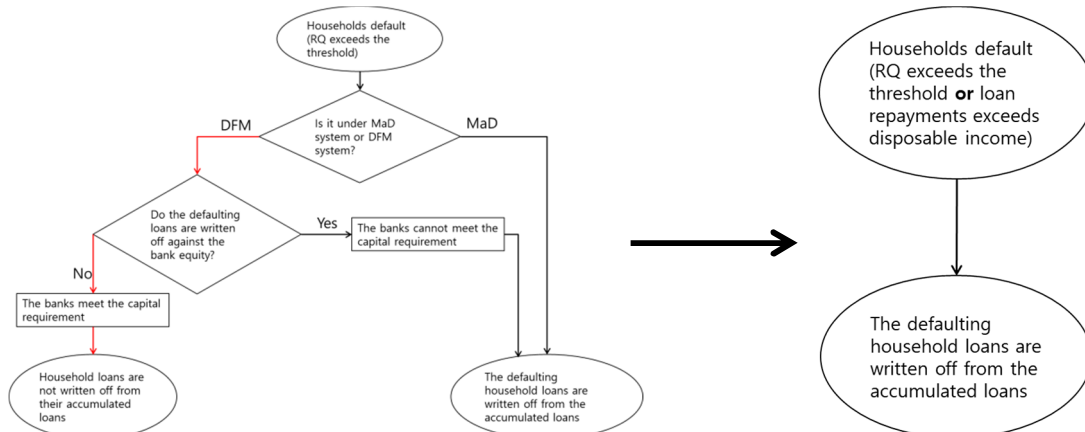 Households default
(RQ exceeds the
threshold)
DFM
MaD
Is it under MaD
system or DFM
system?
Do the defaulting
loans are written
off against the
bank equity?
Yes
The banks cannot meet the
capital requirement
No
The banks meet the capital
requirement
Household loans are
not written off from
their accumulated
loans
The defaulting
household loans are
written off from the
accumulated loans
Households default
(RQ exceeds the
threshold or loan
repayments exceeds
disposable income)
The defaulting
household loans are
written off from the
accumulated loans